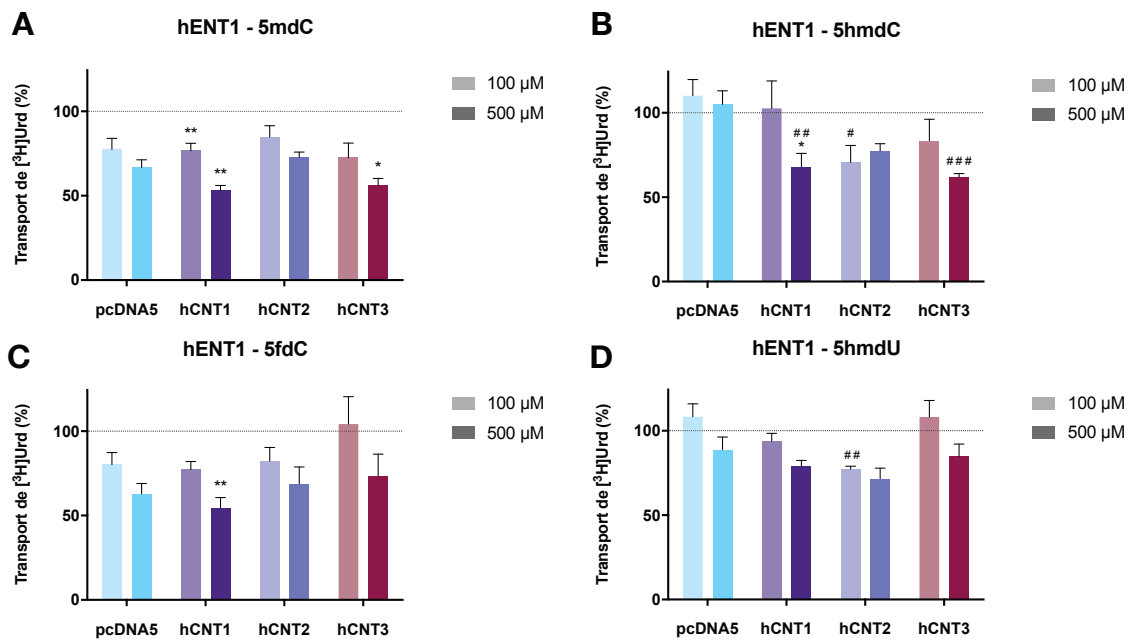 A
hENT1 - 5mdC
Transport de [³H]Urd (%)
100
50
0
**
**
*
pcDNA5 hCNT1 hCNT2 hCNT3
100 µM
500 µM
B
hENT1 - 5hmdC
Transport de [³H]Urd (%)
100
50
0
##
*
#
###
pcDNA5 hCNT1 hCNT2 hCNT3
100 µM
500 µM
C
hENT1 - 5fdC
Transport de [³H]Urd (%)
100
50
0
**
pcDNA5 hCNT1 hCNT2 hCNT3
100 µM
500 µM
D
hENT1 - 5hmdU
Transport de [³H]Urd (%)
100
50
0
##
pcDNA5 hCNT1 hCNT2 hCNT3
100 µM
500 µM